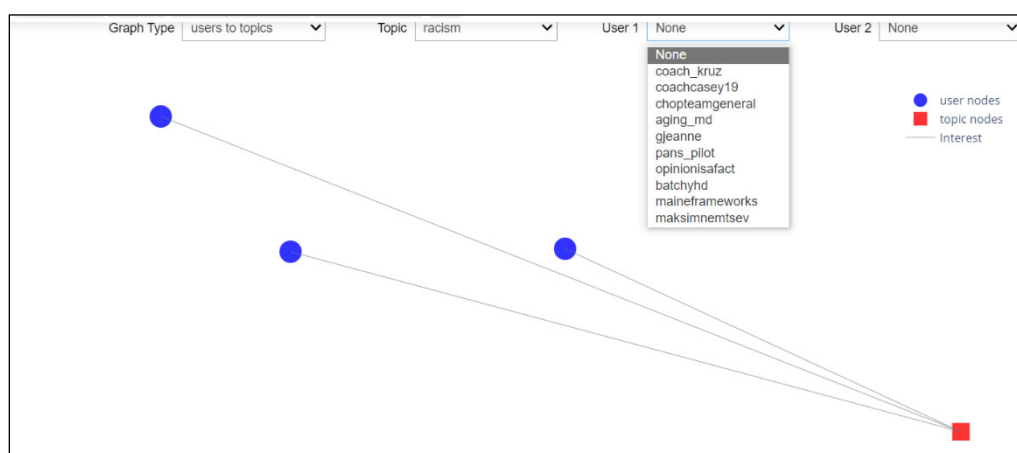 Graph Type users to topics Topic racism User 1 None User 2 None
None
coach_kruz
coachcasey19
chopteamgeneral
aging_md
gjeanne
pans_pilot
opinionisafact
batchyhd
maineframeworks
maksimnemtsev
user nodes
topic nodes
Interest